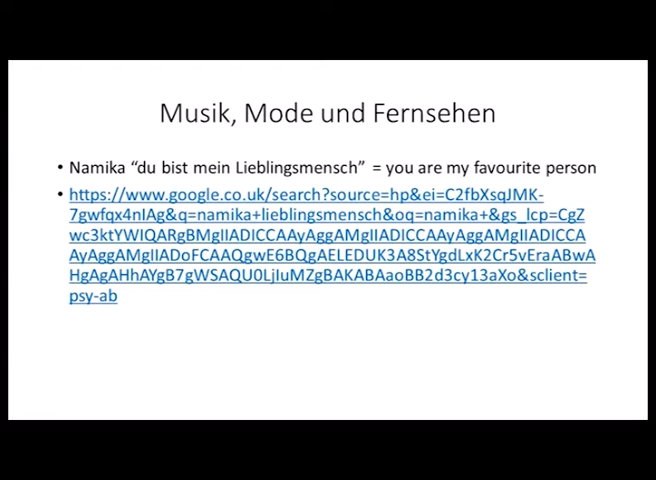 Musik, Mode und Fernsehen
• Namika “du bist mein Lieblingsmensch” = you are my favourite person
• https://www.google.co.uk/search?source=hp&ei=C2fbXsqJMK-
7gwfqx4nIAg&q=namika+lieblingsmensch&oq=namika+&gs_lcp=CgZ
wc3ktYWIQARgBMgIIADICCAAyAggAMgIIADICCAAyAggAMgIIADICCA
AyAggAMgIIADoFCAAQgwE6BQgAELEDUK3A8StYgdLxK2Cr5vEraABwA
HgAgAHhAYgB7gWSAQU0LjIuMZgBAKABAaoBB2d3cy13aXo&sclient=
psy-ab